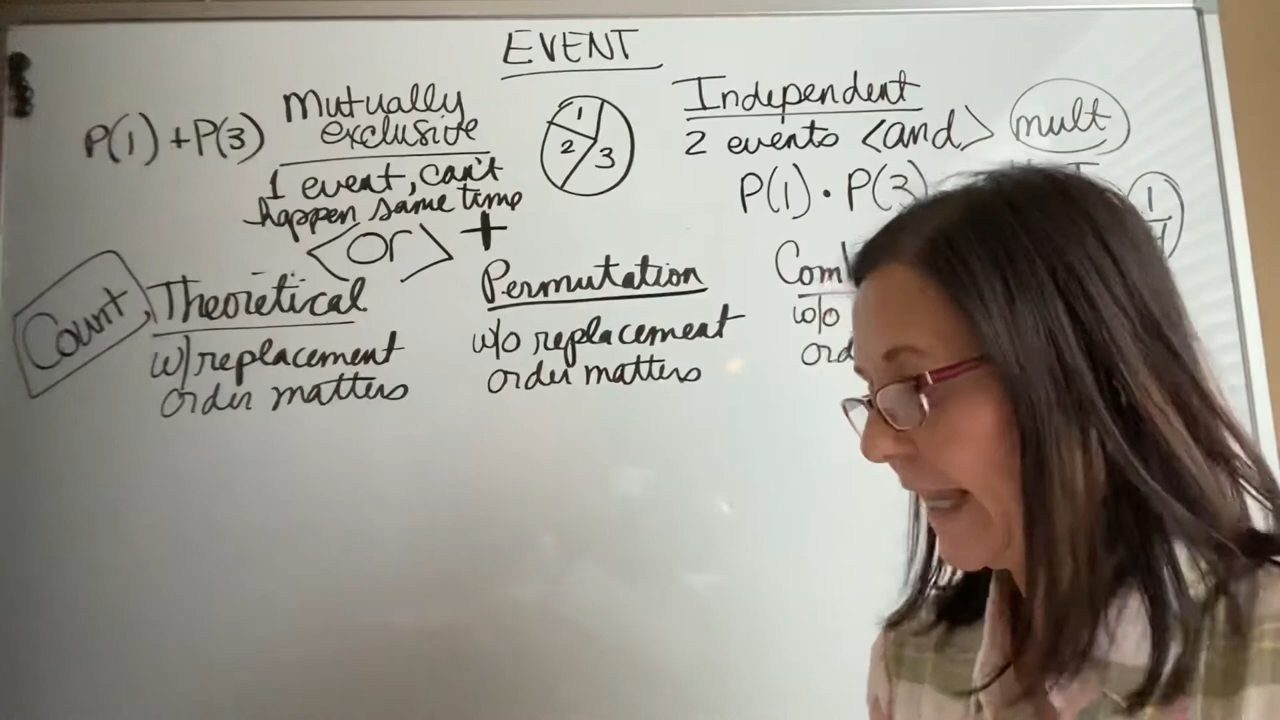 EVENT
P(1) + P(3)
Mutually
exclusive
1 event, can't
happen same time
<or> +
1
2
3
Independent
2 events <and> mult
P(1) · P(3)
1
Count, Theoretical
w/replacement
order matters
Permutation
w/o replacement
order matters
w/o